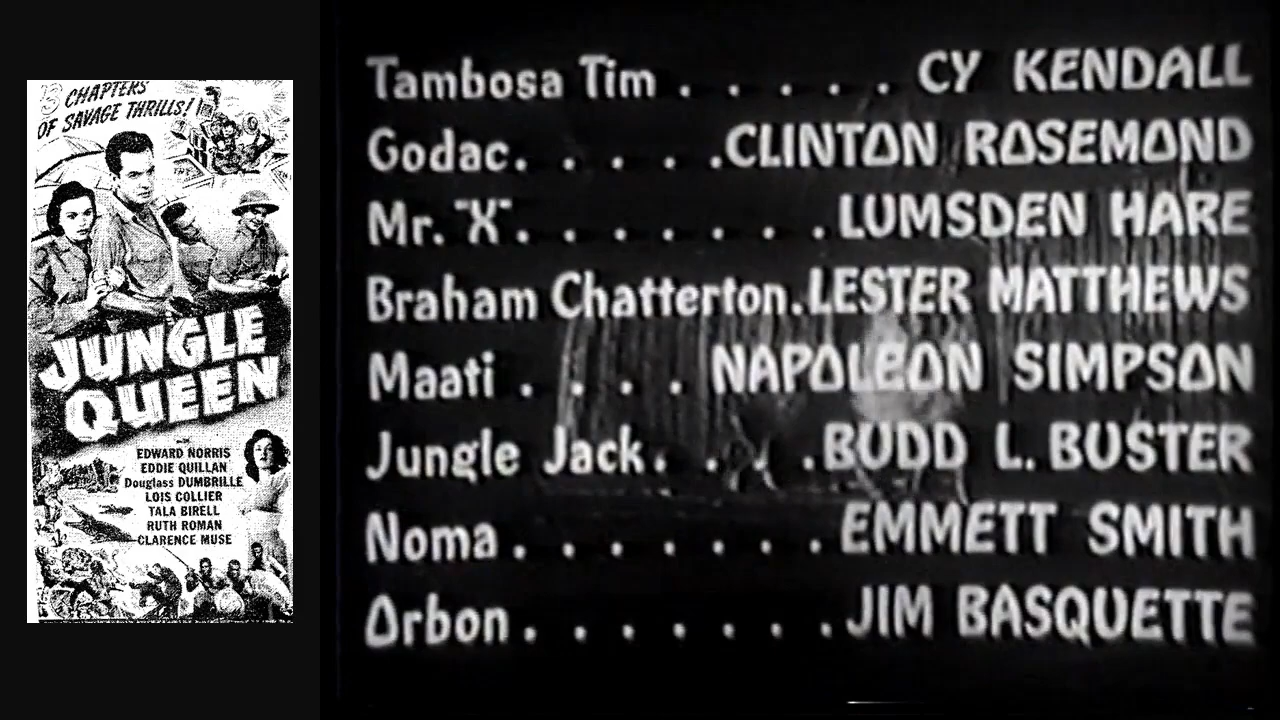 13 CHAPTERS
OF SAVAGE THRILLS!
JUNGLE
QUEEN
EDWARD NORRIS
EDDIE QUILLAN
Douglass DUMBRILLE
LOIS COLLIER
TALA BIRELL
RUTH ROMAN
CLARENCE MUSE
Tambosa Tim . . . . . . CY KENDALL
Godac. . . . . .CLINTON ROSEMOND
Mr. "X". . . . . . . .LUMSDEN HARE
Braham Chatterton.LESTER MATTHEWS
Maati . . . . NAPOLEON SIMPSON
Jungle Jack. . . .BUDD L. BUSTER
Noma . . . . . . . . EMMETT SMITH
Orbon . . . . . . . .JIM BASQUETTE